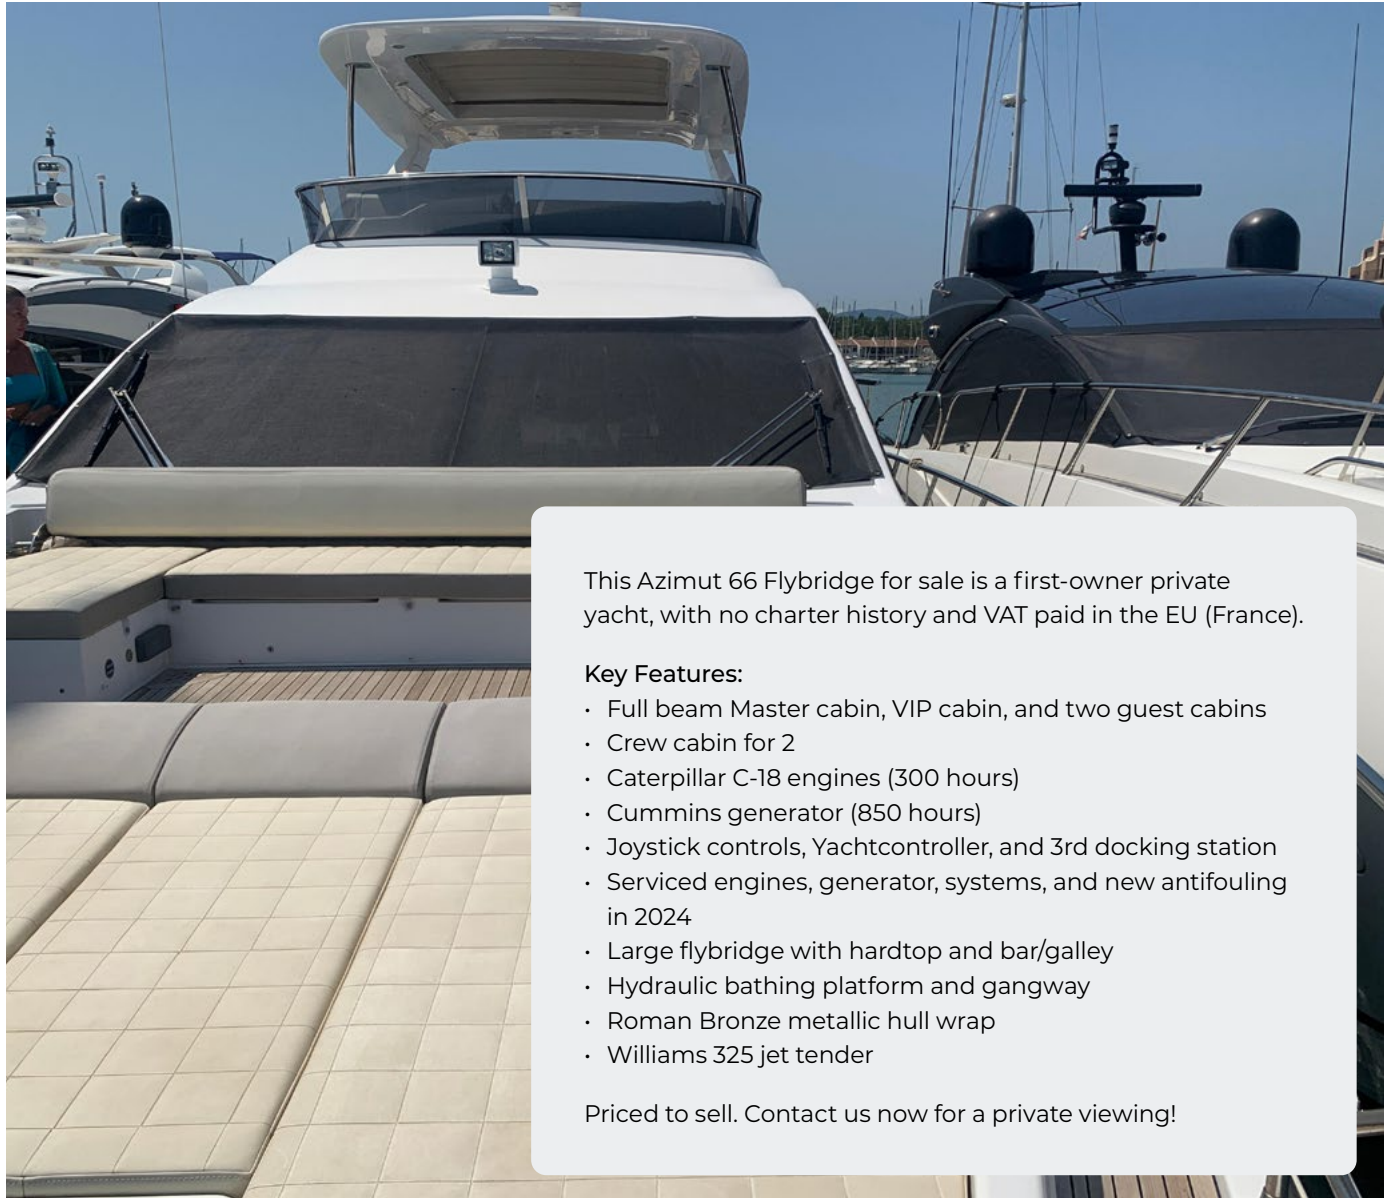 This Azimut 66 Flybridge for sale is a first-owner private
yacht, with no charter history and VAT paid in the EU (France).
Key Features:
• Full beam Master cabin, VIP cabin, and two guest cabins
• Crew cabin for 2
• Caterpillar C-18 engines (300 hours)
• Cummins generator (850 hours)
• Joystick controls, Yachtcontroller, and 3rd docking station
• Serviced engines, generator, systems, and new antifouling
in 2024
• Large flybridge with hardtop and bar/galley
• Hydraulic bathing platform and gangway
• Roman Bronze metallic hull wrap
• Williams 325 jet tender
Priced to sell. Contact us now for a private viewing!